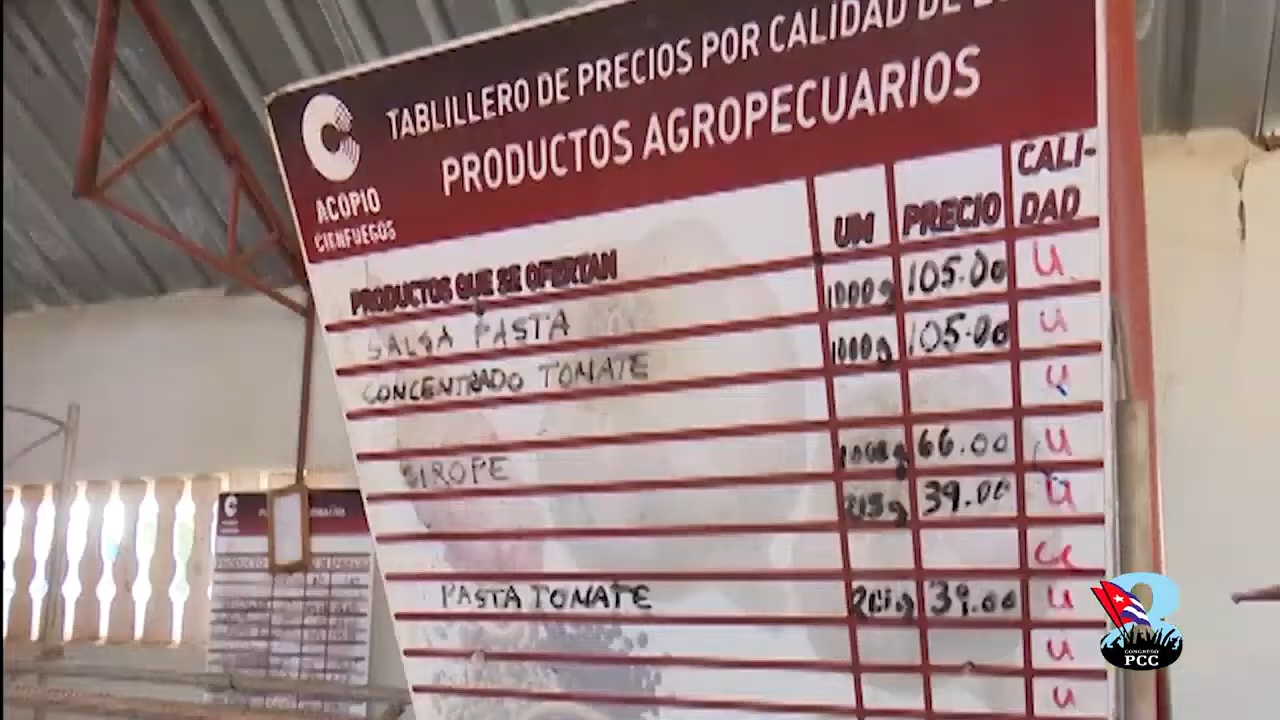 TABLILLERO DE PRECIOS POR CALIDAD DE
PRODUCTOS AGROPECUARIOS
ACOPIO
CIENFUEGOS
PRODUCTOS QUE SE OFERTAN UM PRECIO CALI-DAD
SALSA PASTA 1000g 105.00 U
CONCENTRADO TOMATE 1000g 105.00 U
U
SIROPE 66.00 U
39.00 U
U
PASTA TOMATE 39.00 U
U
U
CONGRESO
PCC